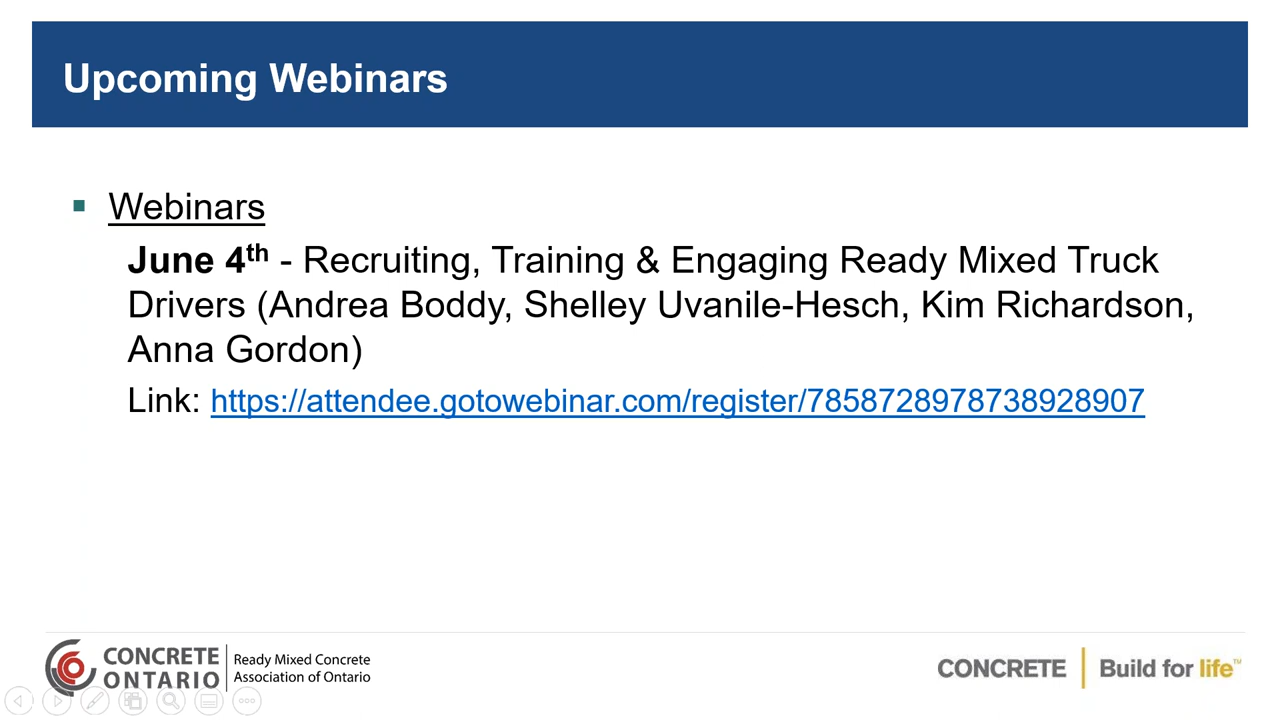 Upcoming Webinars
Webinars
June 4th - Recruiting, Training & Engaging Ready Mixed Truck
Drivers (Andrea Boddy, Shelley Uvanile-Hesch, Kim Richardson,
Anna Gordon)
Link: https://attendee.gotowebinar.com/register/7858728978738928907
CONCRETE
ONTARIO
Ready Mixed Concrete
Association of Ontario
CONCRETE | Build for life™